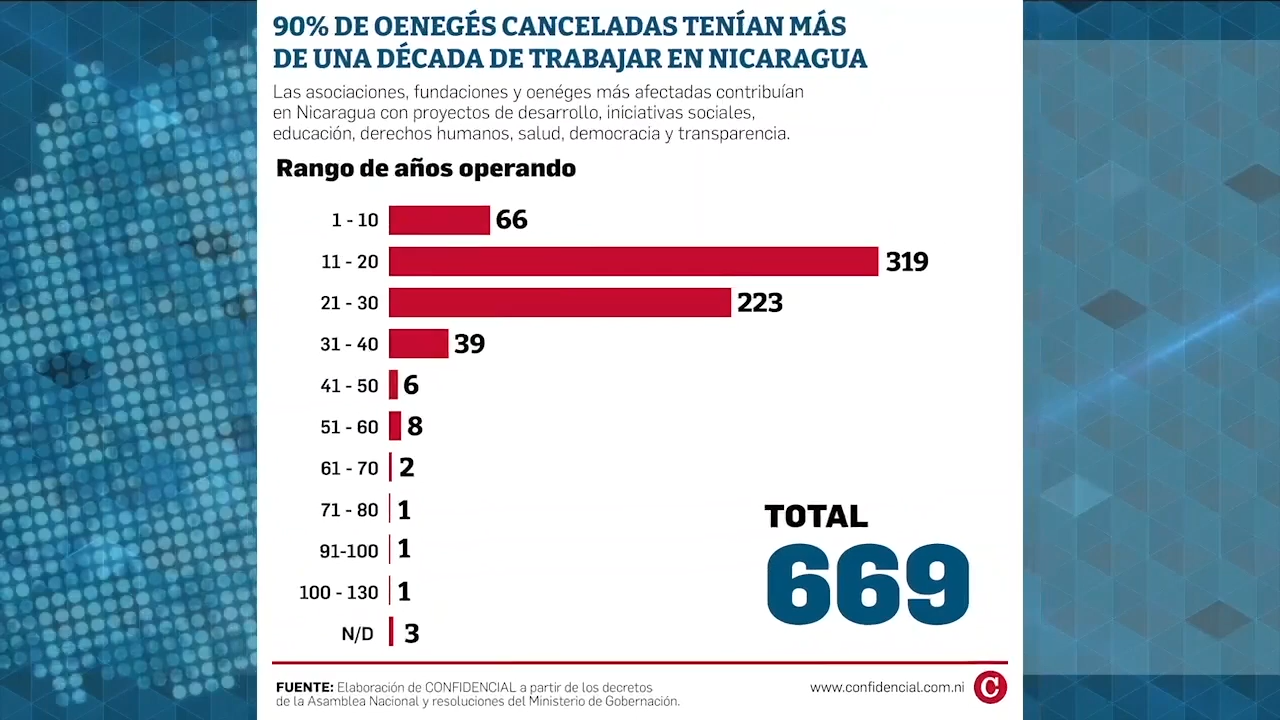 90% DE OENEGÉS CANCELADAS TENÍAN MÁS
DE UNA DÉCADA DE TRABAJAR EN NICARAGUA
Las asociaciones, fundaciones y oenéges más afectadas contribuían
en Nicaragua con proyectos de desarrollo, iniciativas sociales,
educación, derechos humanos, salud, democracia y transparencia.
Rango de años operando
1 - 10 66
11 - 20 319
21 - 30 223
31 - 40 39
41 - 50 6
51 - 60 8
61 - 70 2
71 - 80 1
91-100 1
100 - 130 1
N/D 3
TOTAL
669
FUENTE: Elaboración de CONFIDENCIAL a partir de los decretos
de la Asamblea Nacional y resoluciones del Ministerio de Gobernación.
www.confidencial.com.ni C